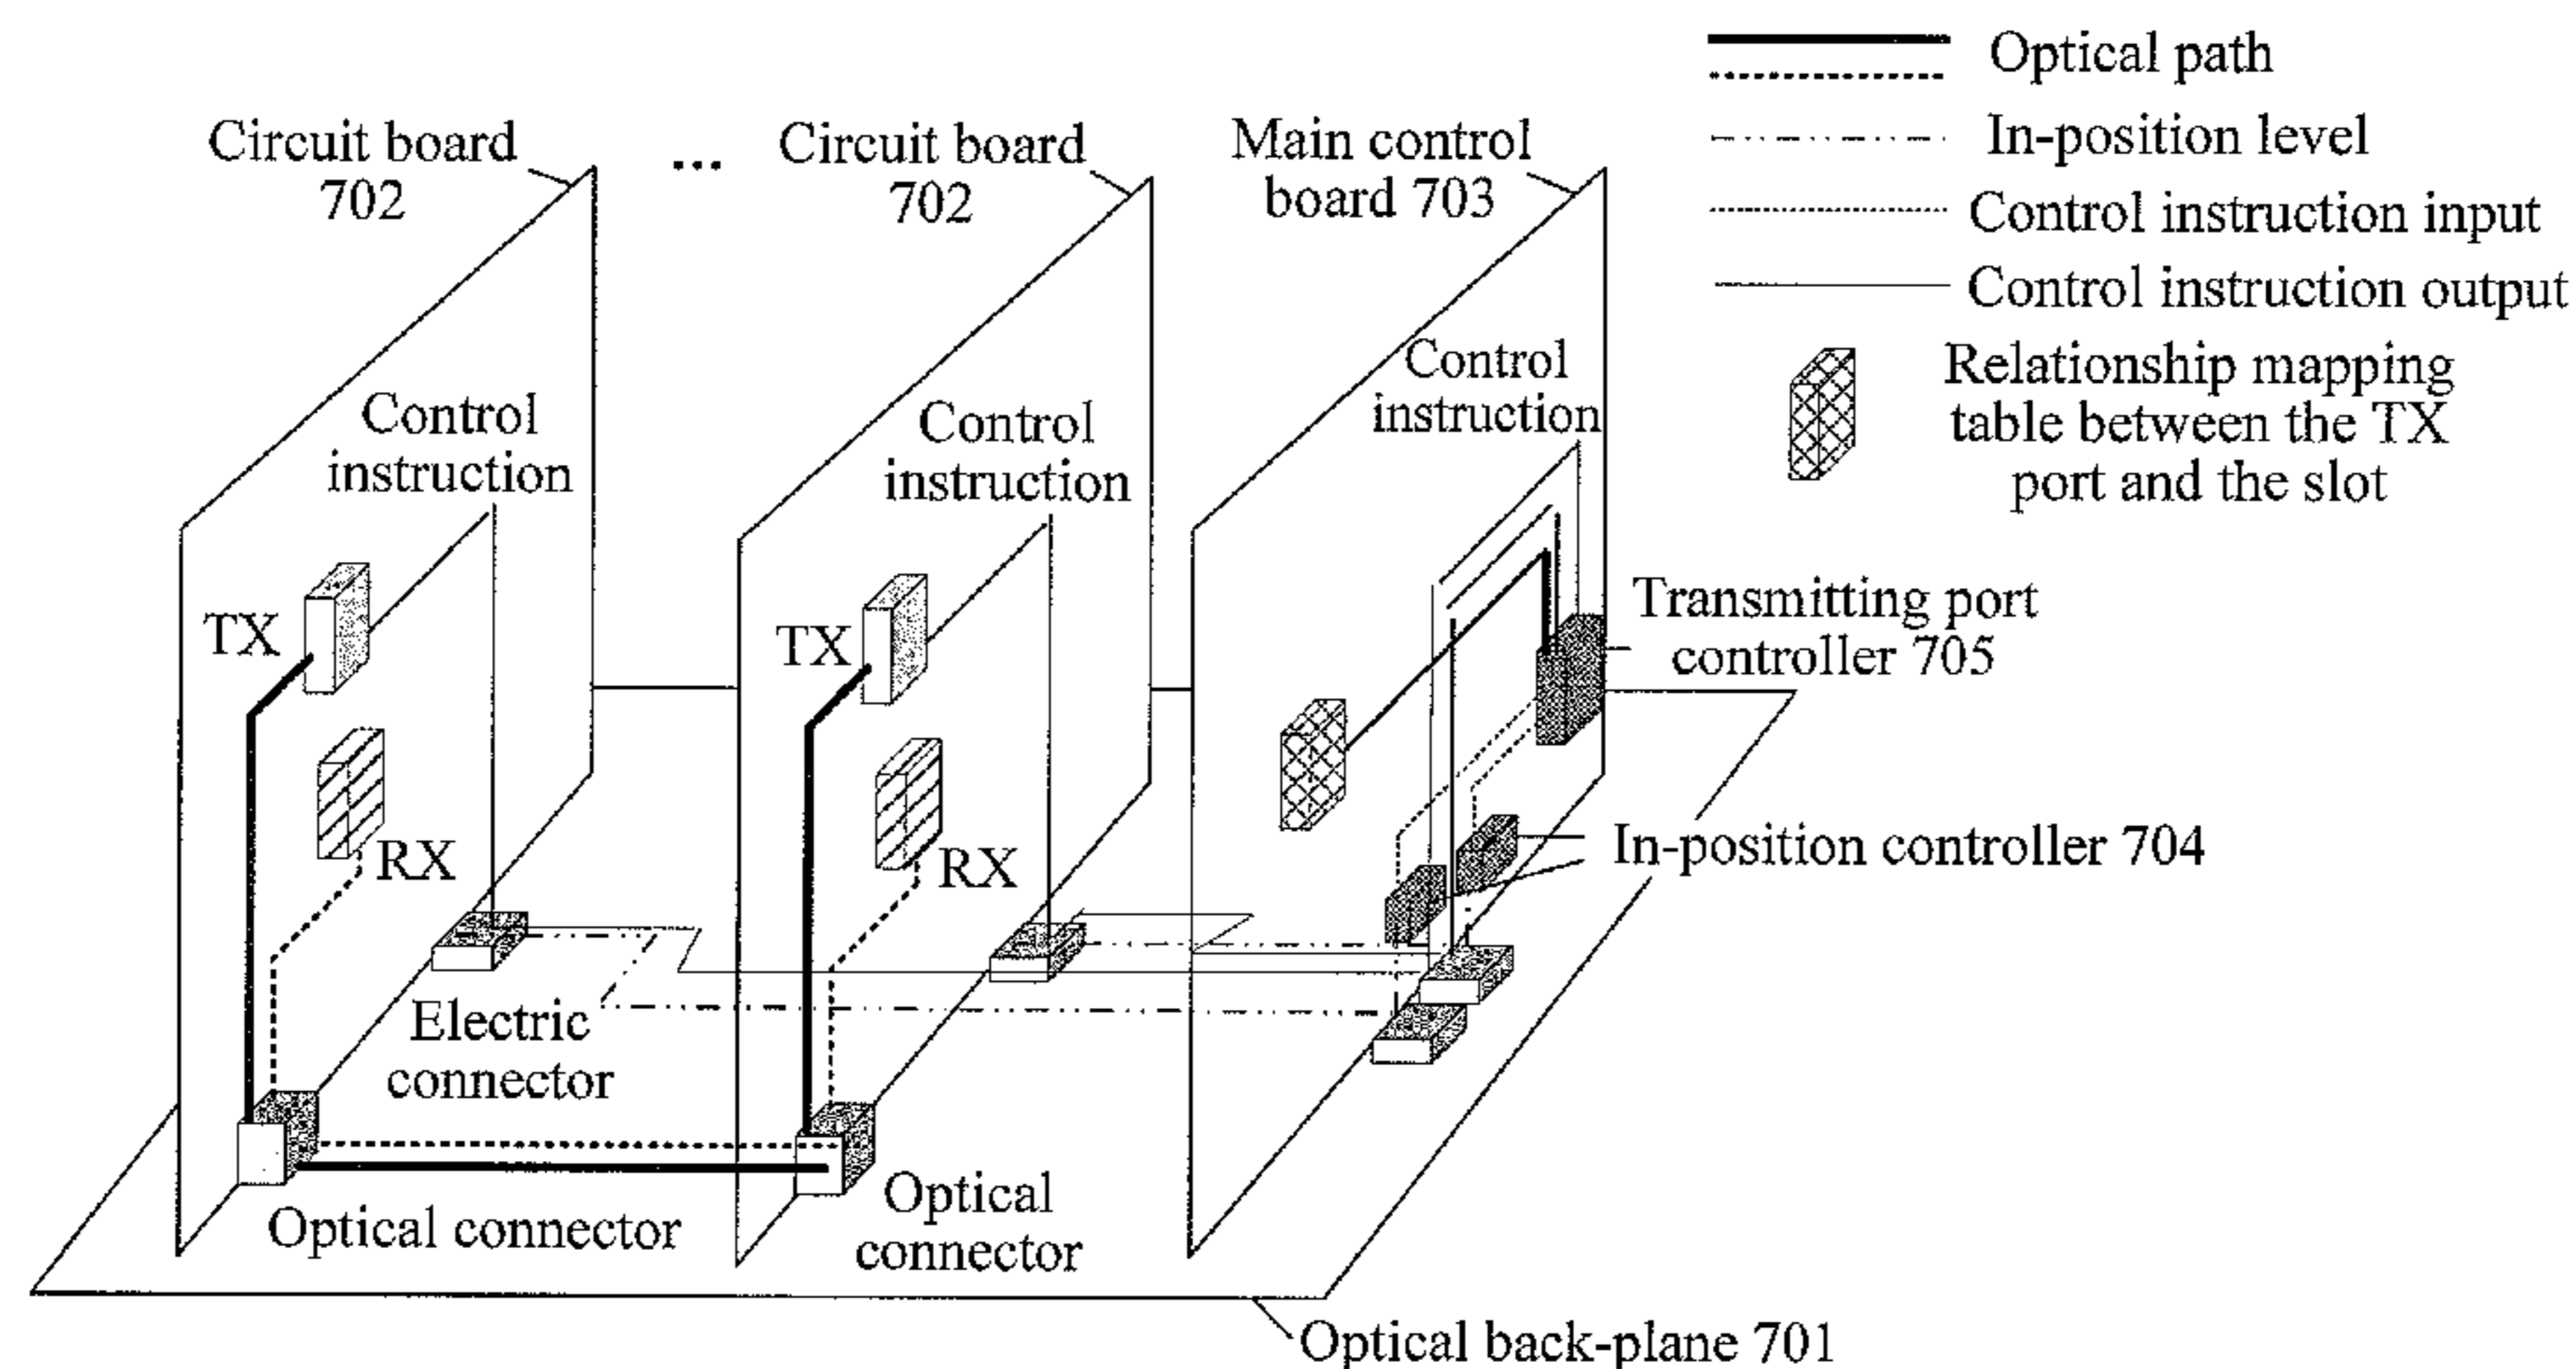 Optical path
In-position level
Control instruction input
Control instruction output
Relationship mapping
table between the TX
port and the slot
Circuit board
702
...
Circuit board
702
Main control
board 703
Control
instruction
Control
instruction
Control
instruction
TX
RX
TX
RX
Transmitting port
controller 705
In-position controller 704
Electric
connector
Optical connector
Optical
connector
Optical back-plane 701